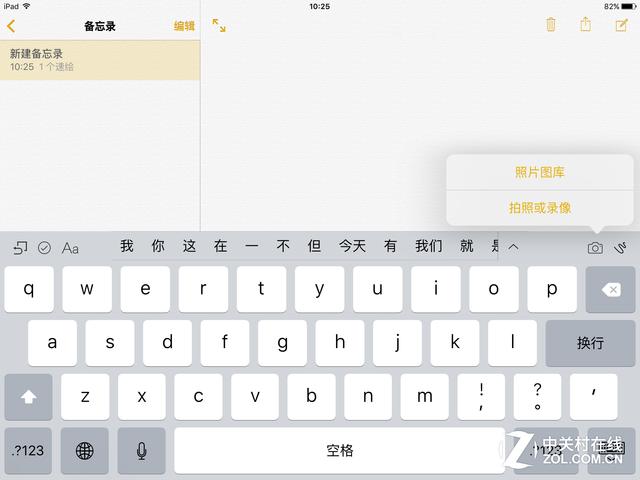 iPad 10:25 82%
备忘录 编辑
新建备忘录
10:25 1个速绘
照片图库
拍照或录像
Aa 我 你 这 在 一 不 但 今天 有 我们 就
q w e r t y u i o p
a s d f g h j k l 换行
z x c v b n m ! , ? 。 ,
.?123 空格 .?123
中关村在线
ZOL.COM.CN